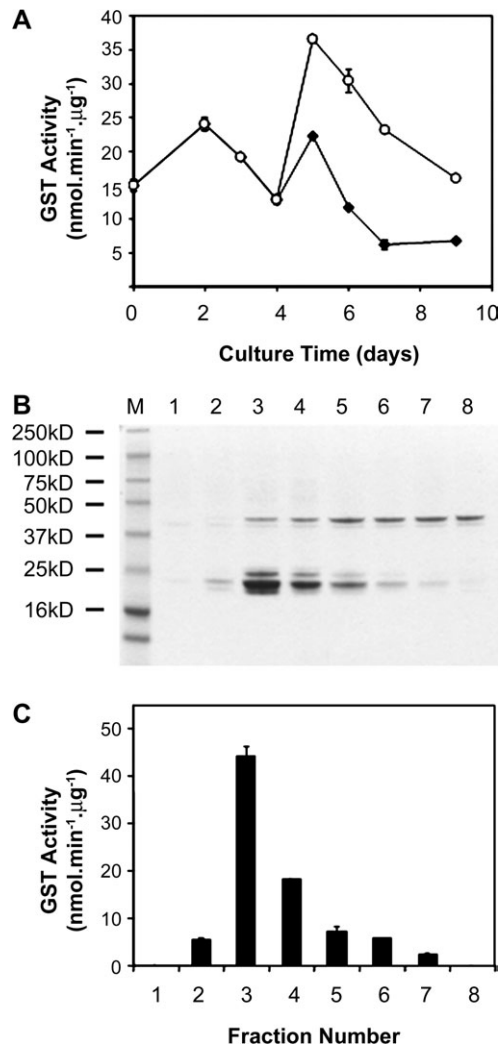 A
40
35
30
25
20
15
10
5
GST Activity
(nmol.min⁻¹.μg⁻¹)
0 2 4 6 8 10
Culture Time (days)
B M 1 2 3 4 5 6 7 8
250kD
100kD
75kD
50kD
37kD
25kD
16kD
C
50
40
30
20
10
0
GST Activity
(nmol.min⁻¹.μg⁻¹)
1 2 3 4 5 6 7 8
Fraction Number